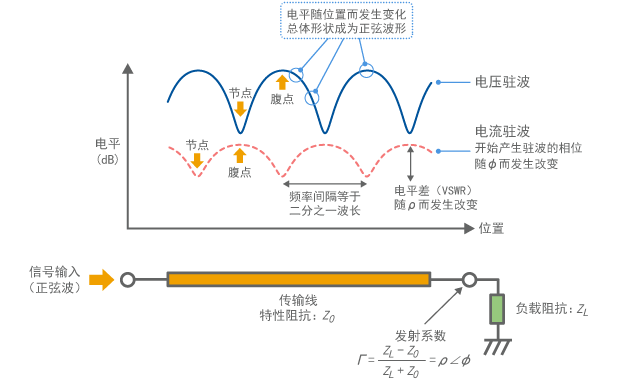 电平随位置而发生变化
总体形状成为正弦波形
节点
腹点
电压驻波
电流驻波
开始产生驻波的相位
随ϕ而发生改变
电平
（dB）
节点
腹点
频率间隔等于
二分之一波长
电平差（VSWR）
随ρ而发生改变
位置
信号输入
（正弦波）
传输线
特性阻抗：Z0
负载阻抗：ZL
发射系数
Γ= (ZL − Z0) / (ZL + Z0) = ρ∠ϕ